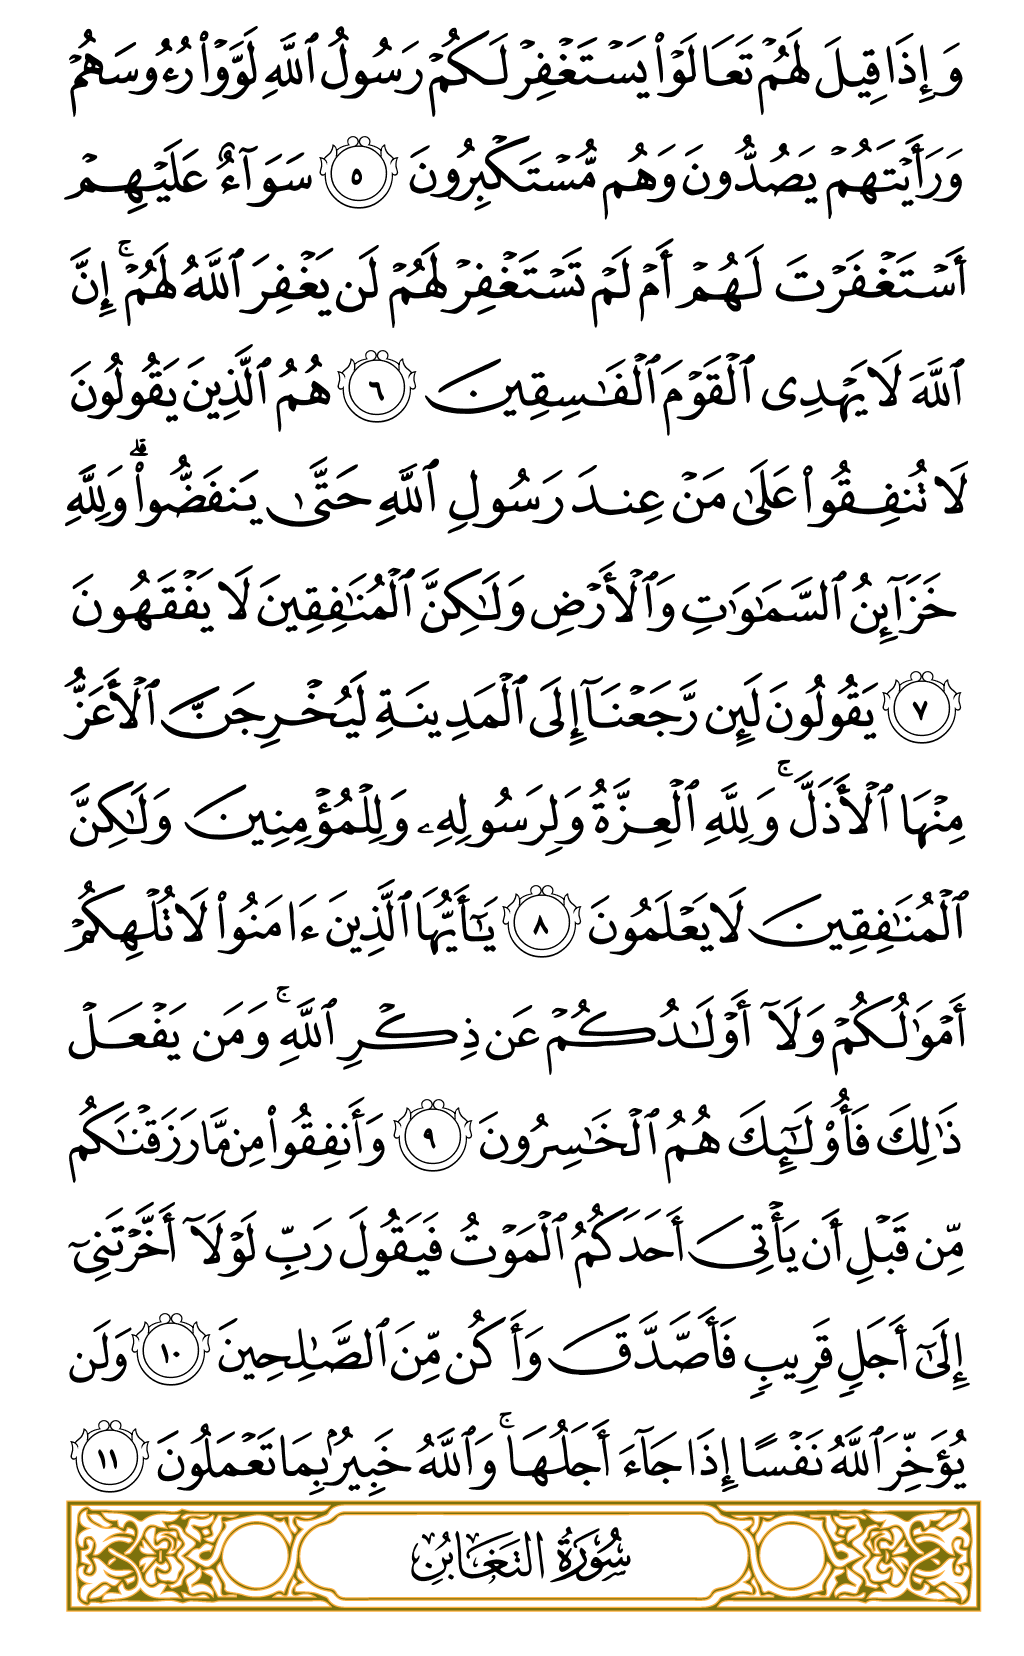 وَإِذَا قِيلَ لَهُمۡ تَعَالَوۡاْ يَسۡتَغۡفِرۡ لَكُمۡ رَسُولُ ٱللَّهِ لَوَّوۡاْ رُءُوسَهُمۡ
وَرَأَيۡتَهُمۡ يَصُدُّونَ وَهُم مُّسۡتَكۡبِرُونَ ٥ سَوَآءٌ عَلَيۡهِمۡ
أَسۡتَغۡفَرۡتَ لَهُمۡ أَمۡ لَمۡ تَسۡتَغۡفِرۡ لَهُمۡ لَن يَغۡفِرَ ٱللَّهُ لَهُمۡۚ إِنَّ
ٱللَّهَ لَا يَهۡدِى ٱلۡقَوۡمَ ٱلۡفَٰسِقِينَ ٦ هُمُ ٱلَّذِينَ يَقُولُونَ
لَا تُنفِقُواْ عَلَىٰ مَنۡ عِندَ رَسُولِ ٱللَّهِ حَتَّىٰ يَنفَضُّواْۗ وَلِلَّهِ
خَزَآئِنُ ٱلسَّمَٰوَٰتِ وَٱلۡأَرۡضِ وَلَٰكِنَّ ٱلۡمُنَٰفِقِينَ لَا يَفۡقَهُونَ
٧ يَقُولُونَ لَئِن رَّجَعۡنَآ إِلَى ٱلۡمَدِينَةِ لَيُخۡرِجَنَّ ٱلۡأَعَزُّ
مِنۡهَا ٱلۡأَذَلَّۚ وَلِلَّهِ ٱلۡعِزَّةُ وَلِرَسُولِهِۦ وَلِلۡمُؤۡمِنِينَ وَلَٰكِنَّ
ٱلۡمُنَٰفِقِينَ لَا يَعۡلَمُونَ ٨ يَٰٓأَيُّهَا ٱلَّذِينَ ءَامَنُواْ لَا تُلۡهِكُمۡ
أَمۡوَٰلُكُمۡ وَلَآ أَوۡلَٰدُكُمۡ عَن ذِكۡرِ ٱللَّهِۚ وَمَن يَفۡعَلۡ
ذَٰلِكَ فَأُوْلَٰٓئِكَ هُمُ ٱلۡخَٰسِرُونَ ٩ وَأَنفِقُواْ مِن مَّا رَزَقۡنَٰكُم
مِّن قَبۡلِ أَن يَأۡتِىَ أَحَدَكُمُ ٱلۡمَوۡتُ فَيَقُولَ رَبِّ لَوۡلَآ أَخَّرۡتَنِىٓ
إِلَىٰٓ أَجَلٖ قَرِيبٖ فَأَصَّدَّقَ وَأَكُن مِّنَ ٱلصَّٰلِحِينَ ١٠ وَلَن
يُؤَخِّرَ ٱللَّهُ نَفۡسًا إِذَا جَآءَ أَجَلُهَاۚ وَٱللَّهُ خَبِيرُۢ بِمَا تَعۡمَلُونَ ١١
سُورَةُ التَّغَابُنِ